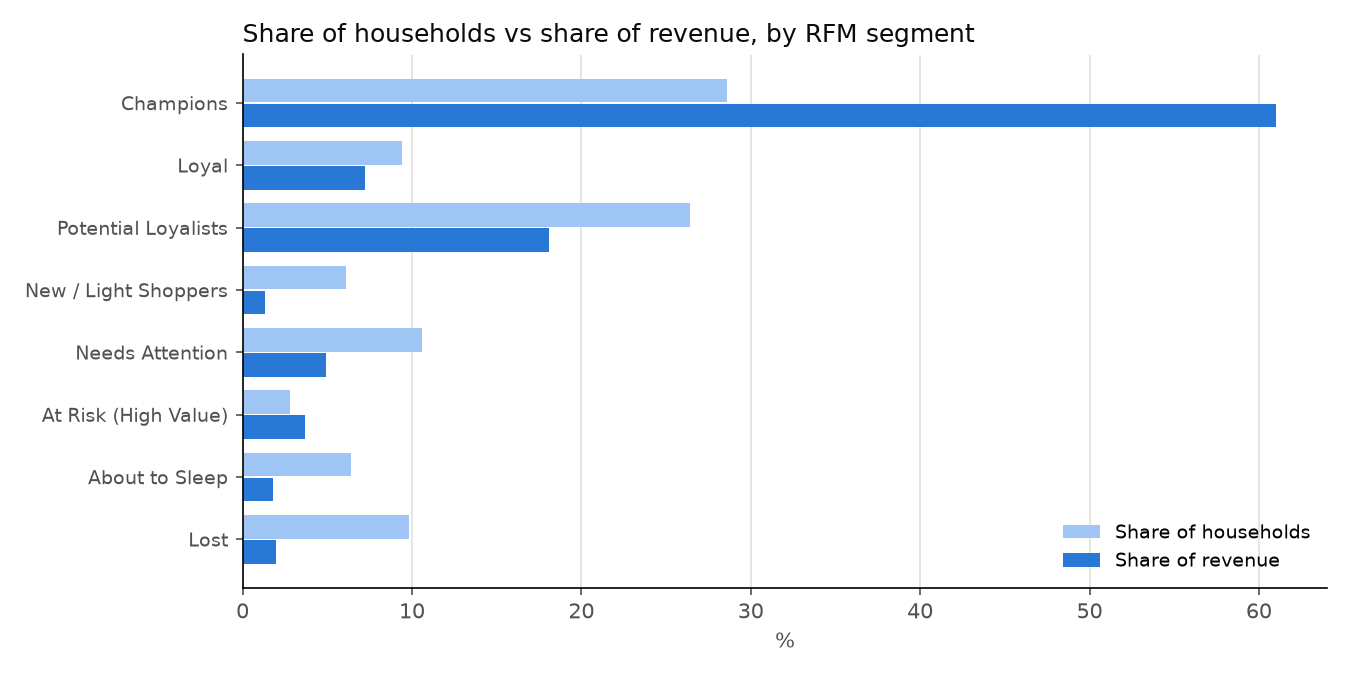 Share of households vs share of revenue, by RFM segment
Champions
Loyal
Potential Loyalists
New / Light Shoppers
Needs Attention
At Risk (High Value)
About to Sleep
Lost
Share of households
Share of revenue
0 10 20 30 40 50 60
%